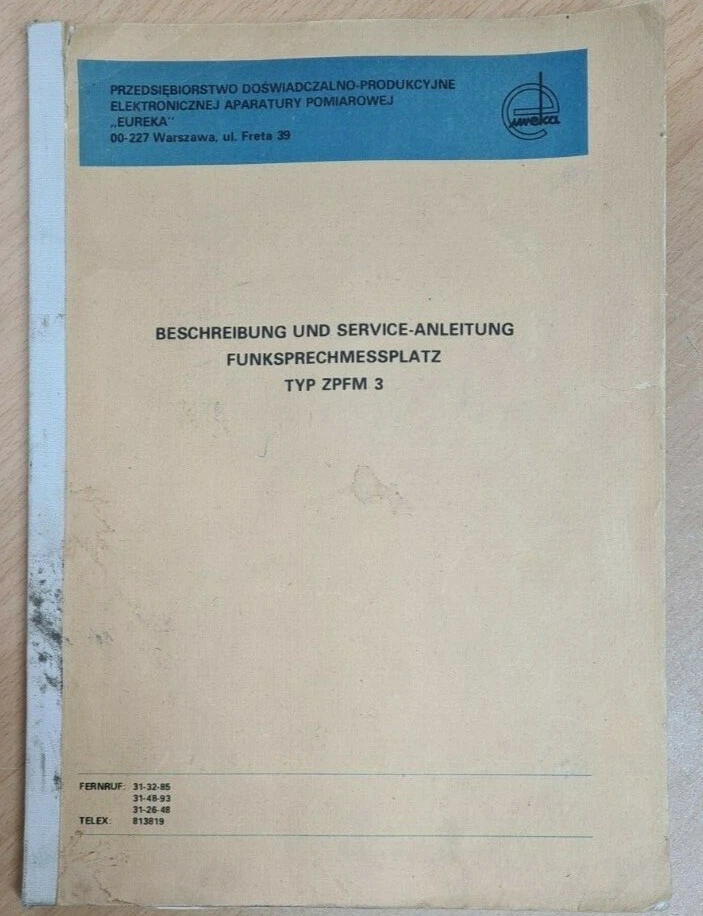 PRZEDSIĘBIORSTWO DOŚWIADCZALNO-PRODUKCYJNE
ELEKTRONICZNEJ APARATURY POMIAROWEJ
„EUREKA"
00-227 Warszawa, ul. Freta 39
eureka
BESCHREIBUNG UND SERVICE-ANLEITUNG
FUNKSPRECHMESSPLATZ
TYP ZPFM 3
FERNRUF: 31-32-85
31-48-93
31-26-48
TELEX: 813819